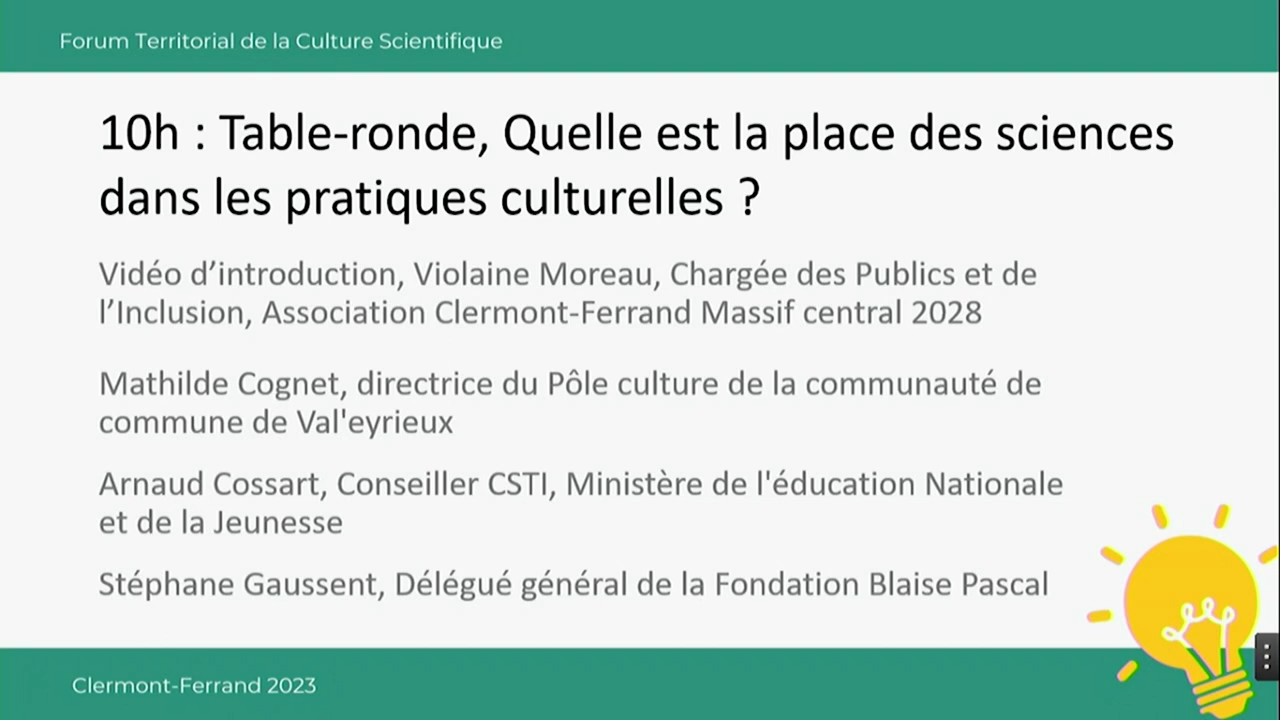 Forum Territorial de la Culture Scientifique
10h : Table-ronde, Quelle est la place des sciences
dans les pratiques culturelles ?
Vidéo d’introduction, Violaine Moreau, Chargée des Publics et de
l’Inclusion, Association Clermont-Ferrand Massif central 2028
Mathilde Cognet, directrice du Pôle culture de la communauté de
commune de Val'eyrieux
Arnaud Cossart, Conseiller CSTI, Ministère de l'éducation Nationale
et de la Jeunesse
Stéphane Gaussent, Délégué général de la Fondation Blaise Pascal
Clermont-Ferrand 2023